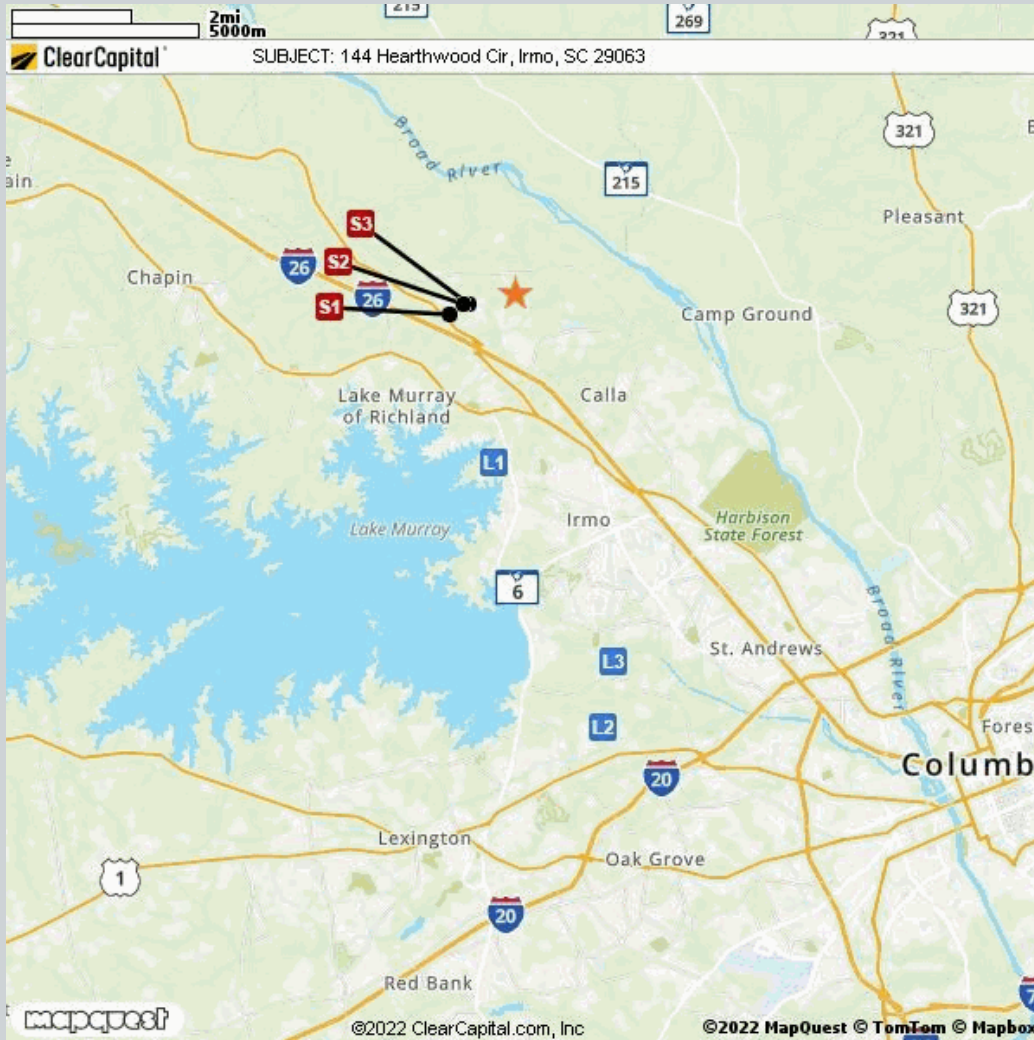 2mi
5000m
215
269
321
ClearCapital
SUBJECT: 144 Hearthwood Cir, Irmo, SC 29063
Broad River
321
215
ain
Pleasant
S3
S2
26
Chapin
26
S1
Camp Ground
321
Lake Murray
of Richland
Calla
L1
Lake Murray
Irmo
Harbison
State Forest
6
Broad River
St. Andrews
L3
L2
Fores
Columb
20
Lexington
Oak Grove
1
20
Red Bank
mapquest
©2022 ClearCapital.com, Inc
©2022 MapQuest © TomTom © Mapbox